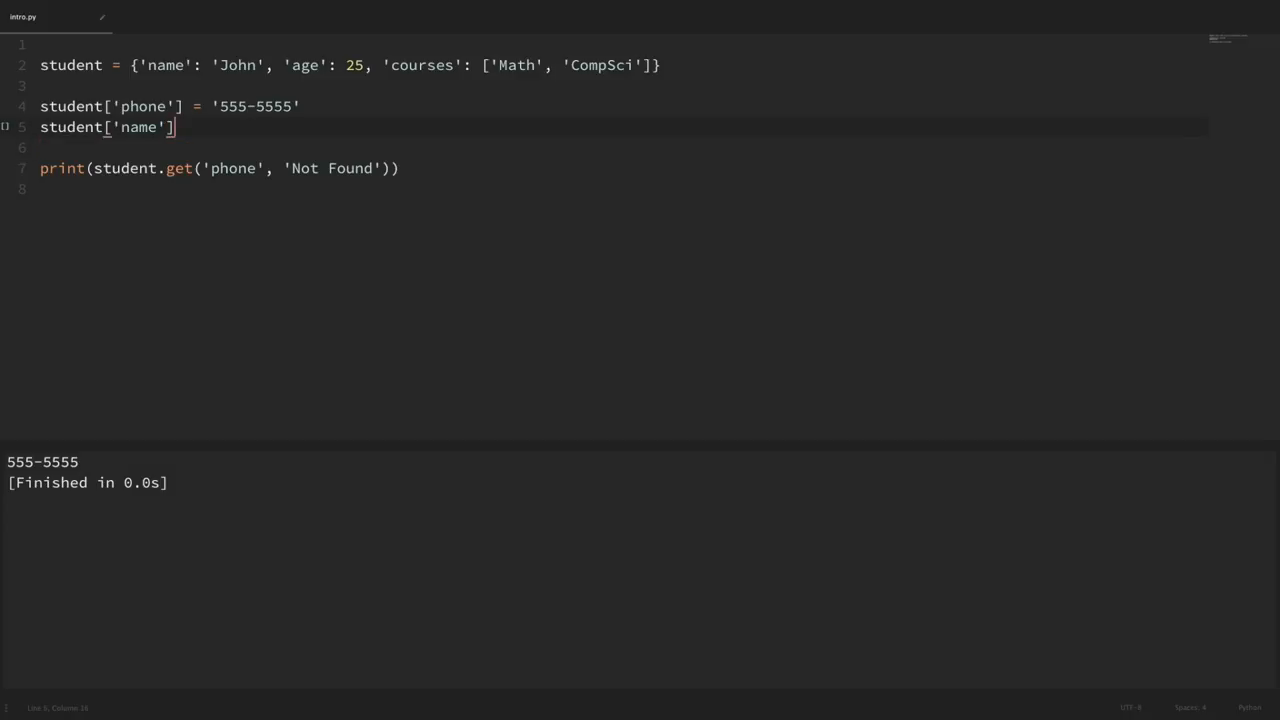 intro.py
1
2 student = {'name': 'John', 'age': 25, 'courses': ['Math', 'CompSci']}
3
4 student['phone'] = '555-5555'
5 student['name']
6
7 print(student.get('phone', 'Not Found'))
8
555-5555
[Finished in 0.0s]
Line 5, Column 16 UTF-8 Spaces: 4 Python